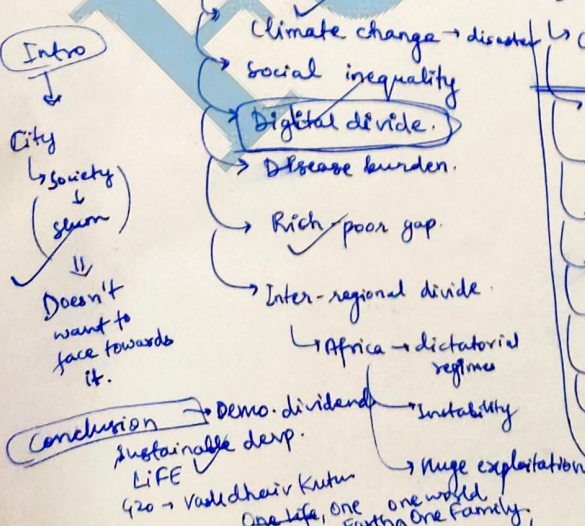 Intro
City
Society
slum
Doesn't
want to
face towards
it.
Climate change → disaster
Social inequality
Digital divide.
Disease burden.
Rich-poor gap.
Inter-regional divide.
Africa → dictatorial
regimes
Instability
Huge exploitation
Conclusion → Demo. dividend
Sustainable devp.
LiFE
G20 →
One Life, One one world
Earth One Family.